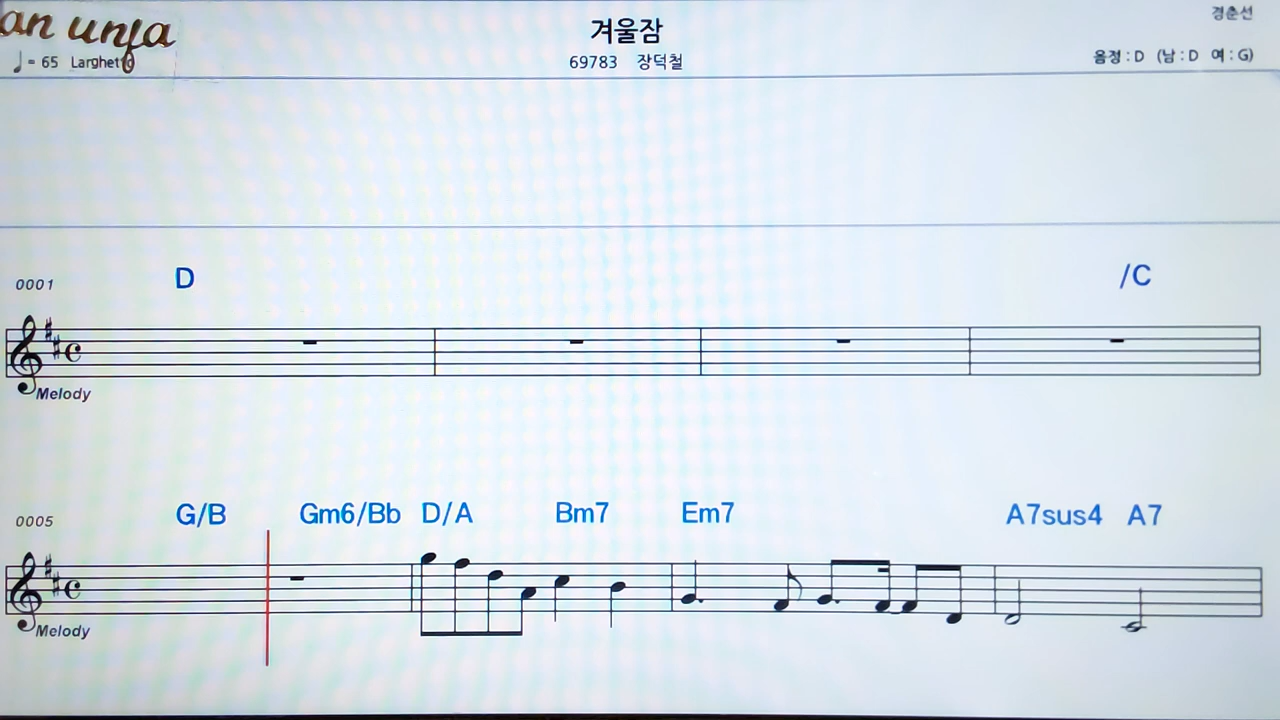 an unja
겨울잠
경춘선
♩= 65 Larghetto
69783 장덕철
음정 : D (남 : D 여 : G)
0001 D /C
Melody
0005 G/B Gm6/Bb D/A Bm7 Em7 A7sus4 A7
Melody